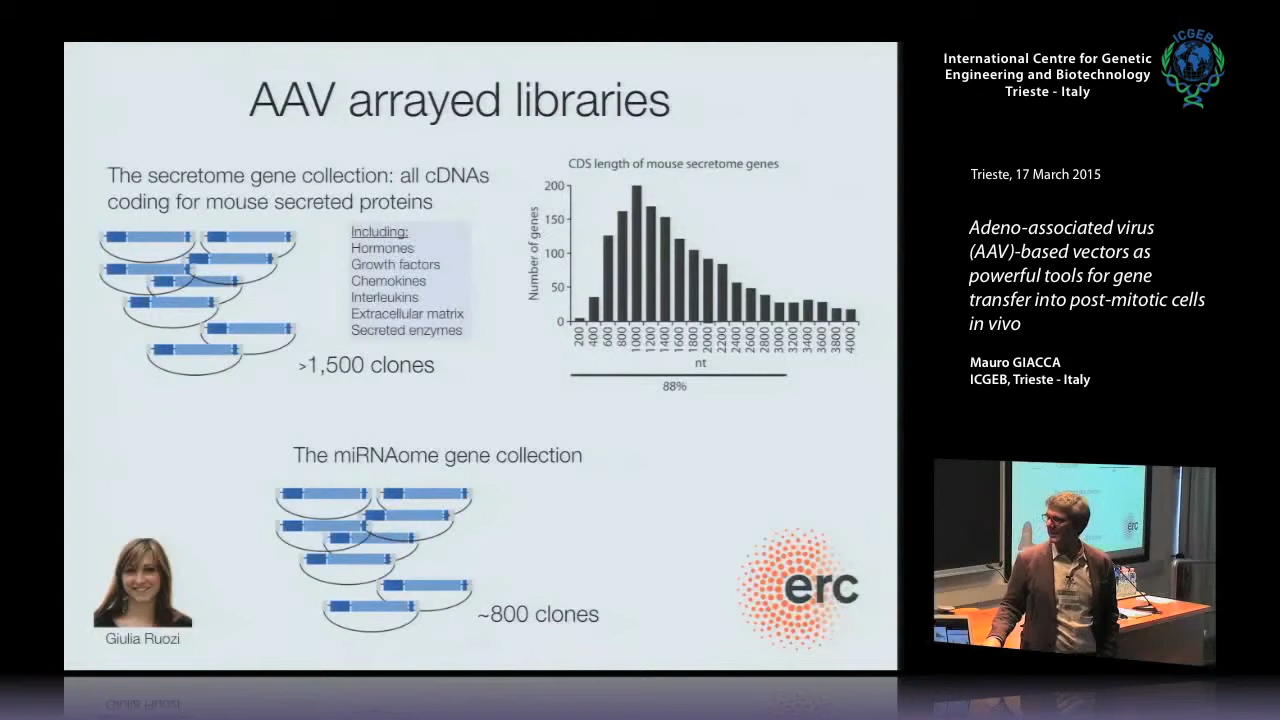 AAV arrayed libraries
The secretome gene collection: all cDNAs
coding for mouse secreted proteins
Including:
Hormones
Growth factors
Chemokines
Interleukins
Extracellular matrix
Secreted enzymes
>1,500 clones
CDS length of mouse secretome genes
Number of genes
200
150
100
50
0
200
400
600
800
1000
1200
1400
1600
1800
2000
2200
2400
2600
2800
3000
3200
3400
3600
3800
4000
nt
88%
The miRNAome gene collection
~800 clones
Giulia Ruozi
erc
International Centre for Genetic
Engineering and Biotechnology
Trieste - Italy
ICGEB
Trieste, 17 March 2015
Adeno-associated virus
(AAV)-based vectors as
powerful tools for gene
transfer into post-mitotic cells
in vivo
Mauro GIACCA
ICGEB, Trieste - Italy
erc